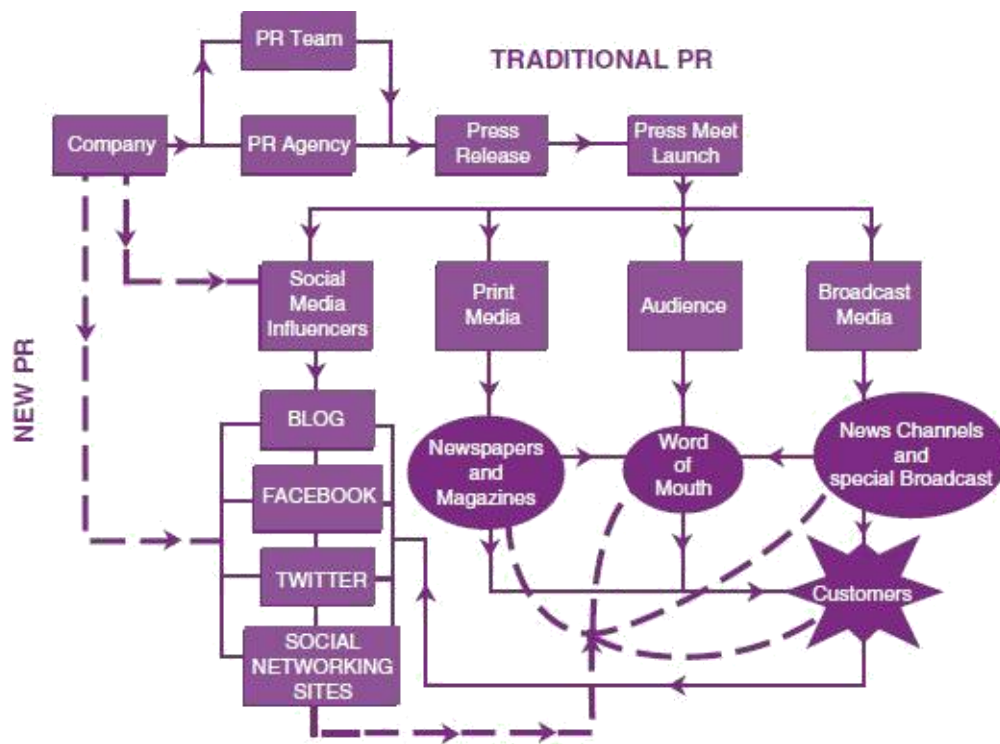 PR Team
TRADITIONAL PR
Company
PR Agency
Press
Release
Press Meet
Launch
Social
Media
Influencers
Print
Media
Audience
Broadcast
Media
NEW PR
BLOG
FACEBOOK
TWITTER
SOCIAL
NETWORKING
SITES
Newspapers
and
Magazines
Word
of
Mouth
News Channels
and
special Broadcast
Customers